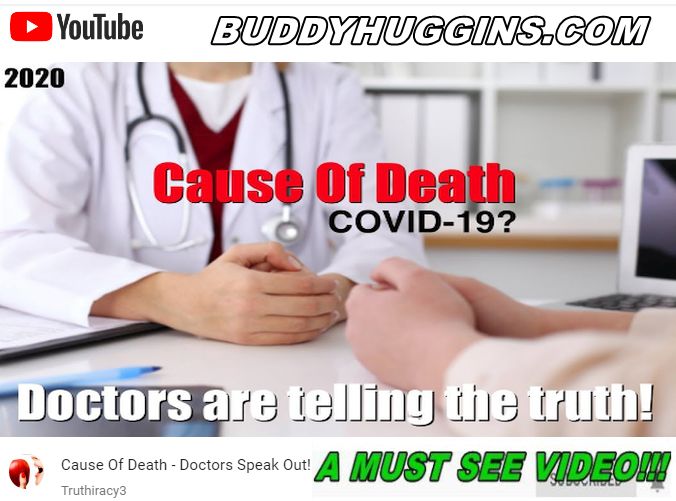 YouTube
BUDDYHUGGINS.COM
2020
Cause Of Death
COVID-19?
Doctors are telling the truth!
Cause Of Death - Doctors Speak Out!
A MUST SEE VIDEO!!!
Truthiracy3
SUBSCRIBED